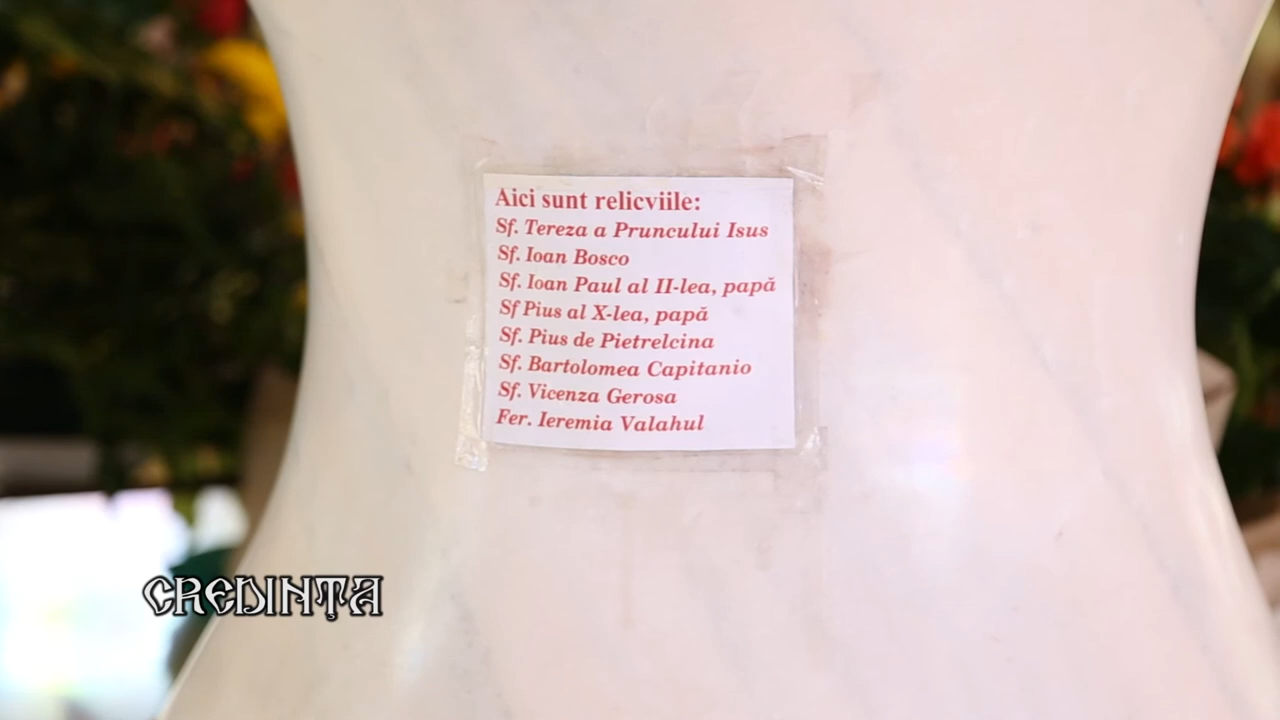 Aici sunt relicviile:
Sf. Tereza a Pruncului Isus
Sf. Ioan Bosco
Sf. Ioan Paul al II-lea, papă
Sf Pius al X-lea, papă
Sf. Pius de Pietrelcina
Sf. Bartolomea Capitanio
Sf. Vicenza Gerosa
Fer. Ieremia Valahul
CREDINŢA